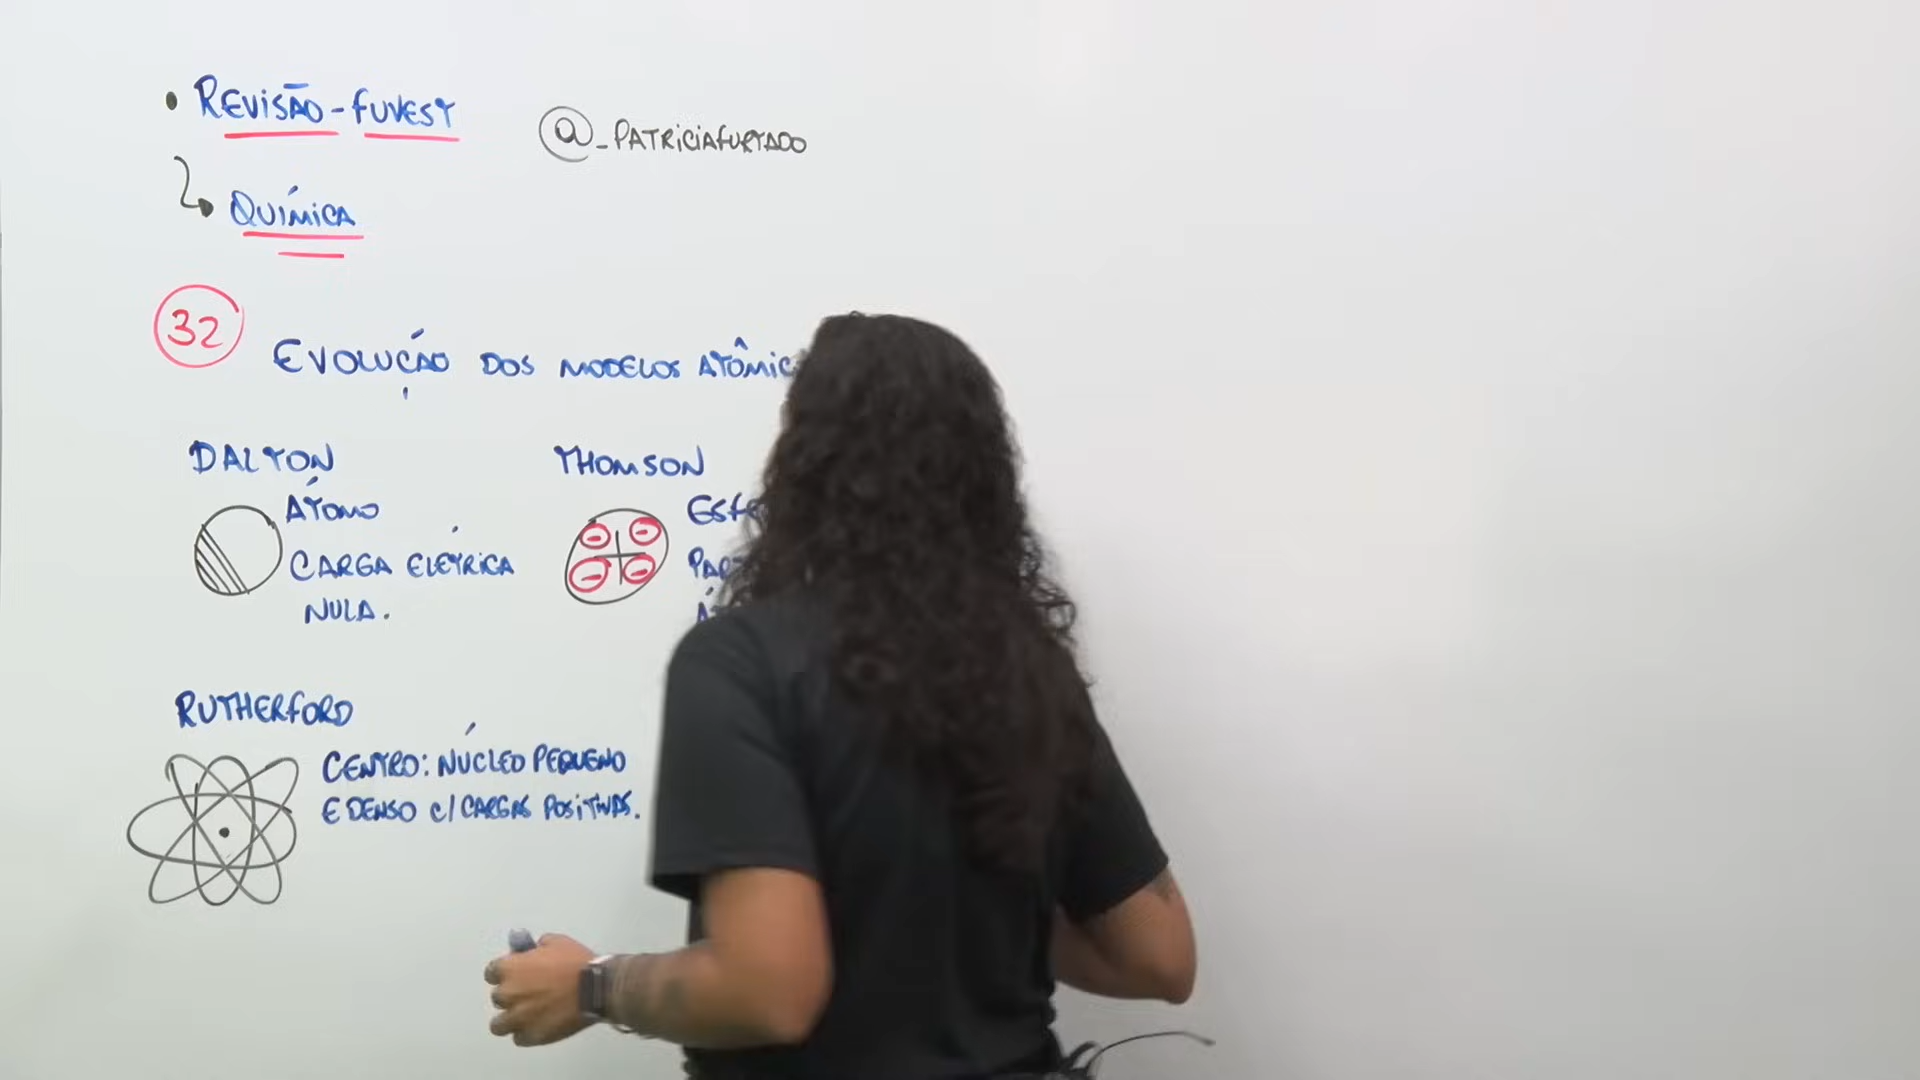 • REVISÃO - FUVEST
@_PATRICIAFURTADO
QUÍMICA
32
EVOLUÇÃO DOS MODELOS
DALTON
ÁTOMO
CARGA ELÉTRICA
NULA.
THOMSON
RUTHERFORD
CENTRO: NÚCLEO PEQUENO
E DENSO C/ CARGAS POSITIVAS.